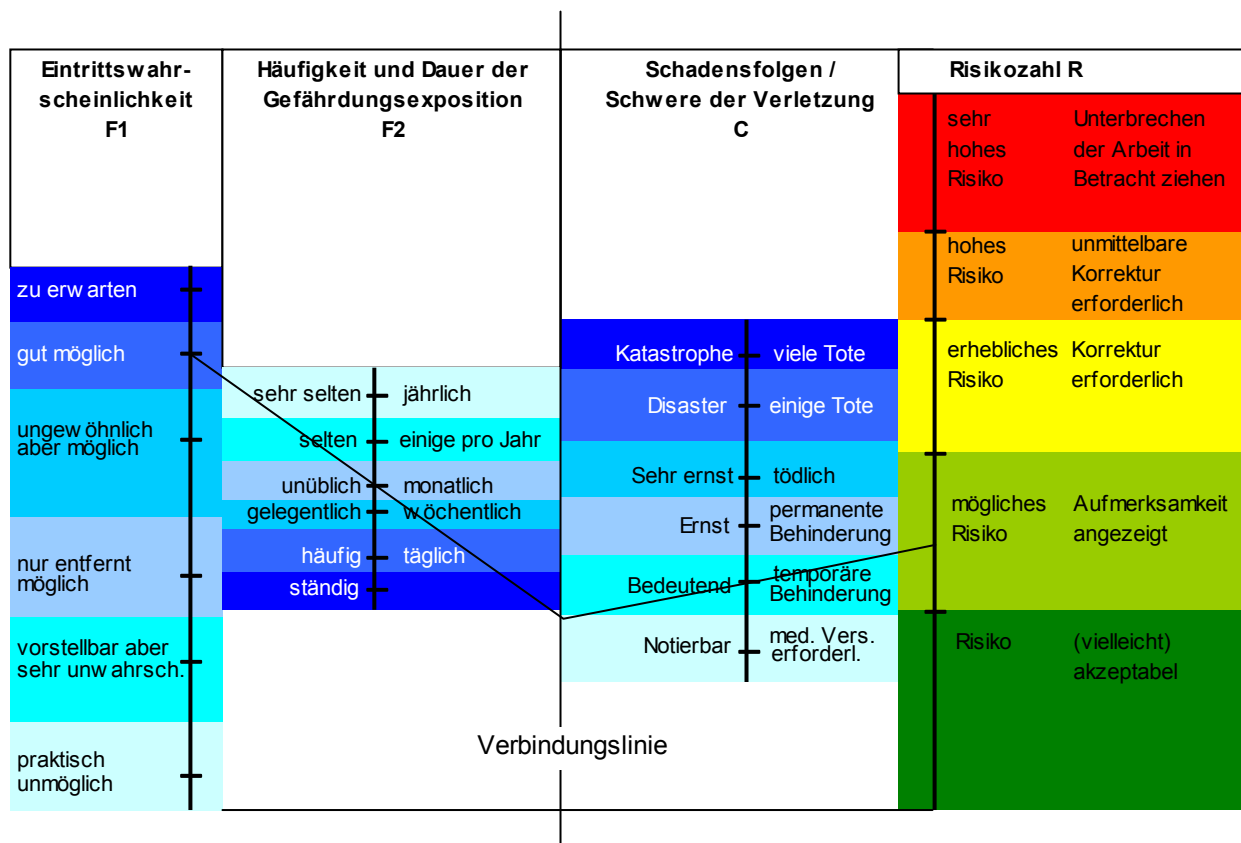 Eintrittswahr-
scheinlichkeit
F1
Häufigkeit und Dauer der
Gefährdungsexposition
F2
Schadensfolgen /
Schwere der Verletzung
C
Risikozahl R
zu erwarten
gut möglich
ungewöhnlich
aber möglich
nur entfernt
möglich
vorstellbar aber
sehr unwahrsch.
praktisch
unmöglich
sehr selten jährlich
selten einige pro Jahr
unüblich monatlich
gelegentlich wöchentlich
häufig täglich
ständig
Katastrophe viele Tote
Disaster einige Tote
Sehr ernst tödlich
Ernst permanente
Behinderung
Bedeutend temporäre
Behinderung
Notierbar med. Vers.
erforderl.
sehr Unterbrechen
hohes der Arbeit in
Risiko Betracht ziehen
hohes unmittelbare
Risiko Korrektur
erforderlich
erhebliches Korrektur
Risiko erforderlich
mögliches Aufmerksamkeit
Risiko angezeigt
Risiko (vielleicht)
akzeptabel
Verbindungslinie